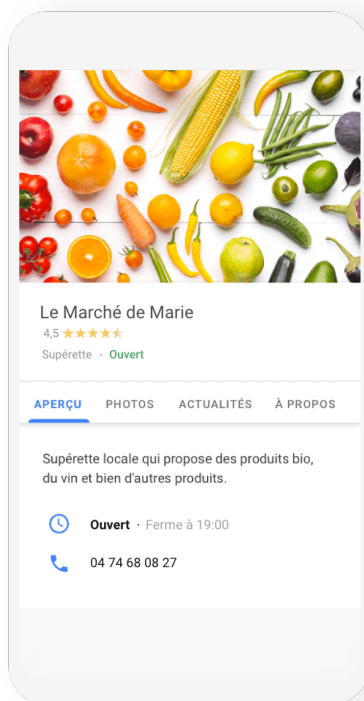 Le Marché de Marie
4,5
Supérette · Ouvert
APERÇU PHOTOS ACTUALITÉS À PROPOS
Supérette locale qui propose des produits bio,
du vin et bien d'autres produits.
Ouvert · Ferme à 19:00
04 74 68 08 27